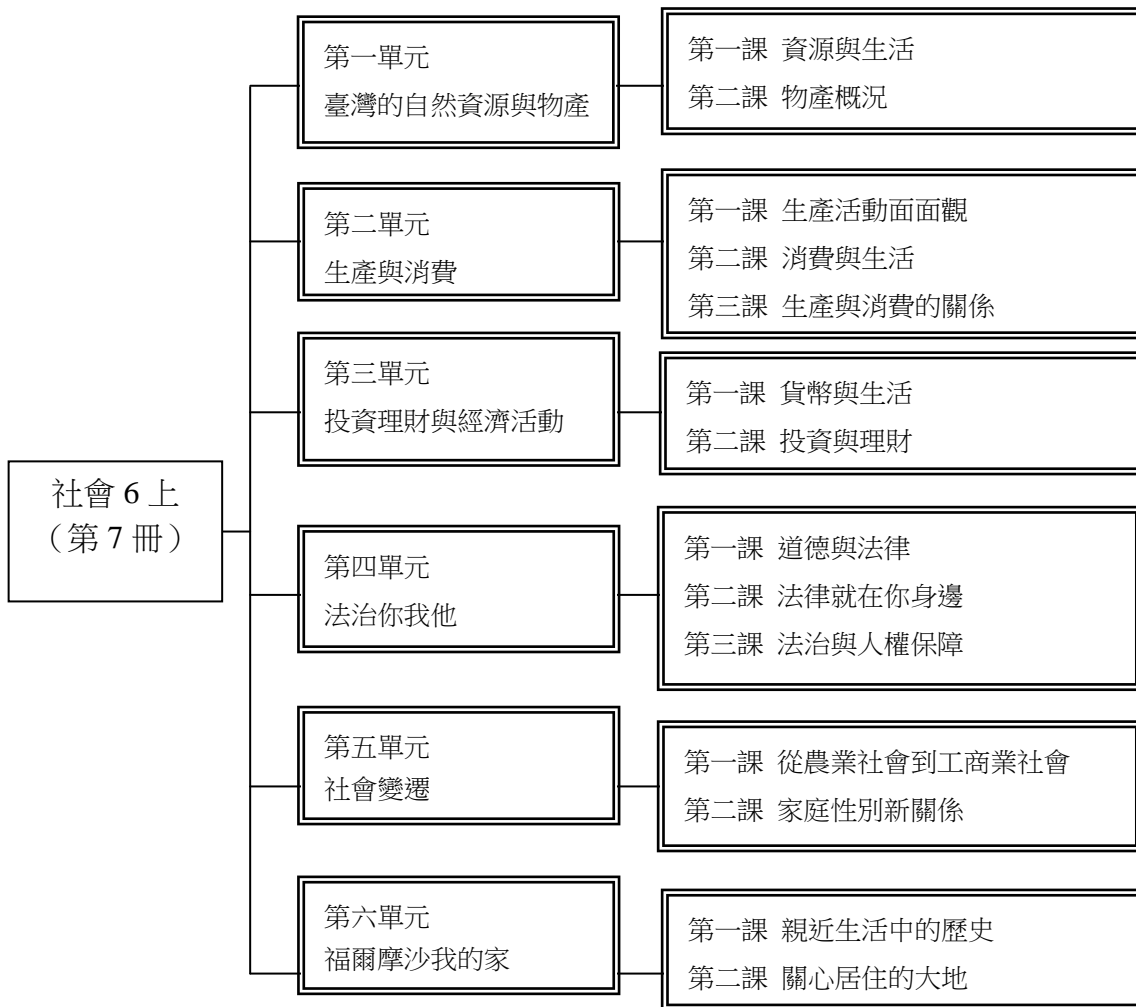 社會 6 上
（第 7 冊）
第一單元
臺灣的自然資源與物產
第一課 資源與生活
第二課 物產概況
第二單元
生產與消費
第一課 生產活動面面觀
第二課 消費與生活
第三課 生產與消費的關係
第三單元
投資理財與經濟活動
第一課 貨幣與生活
第二課 投資與理財
第四單元
法治你我他
第一課 道德與法律
第二課 法律就在你身邊
第三課 法治與人權保障
第五單元
社會變遷
第一課 從農業社會到工商業社會
第二課 家庭性別新關係
第六單元
福爾摩沙我的家
第一課 親近生活中的歷史
第二課 關心居住的大地